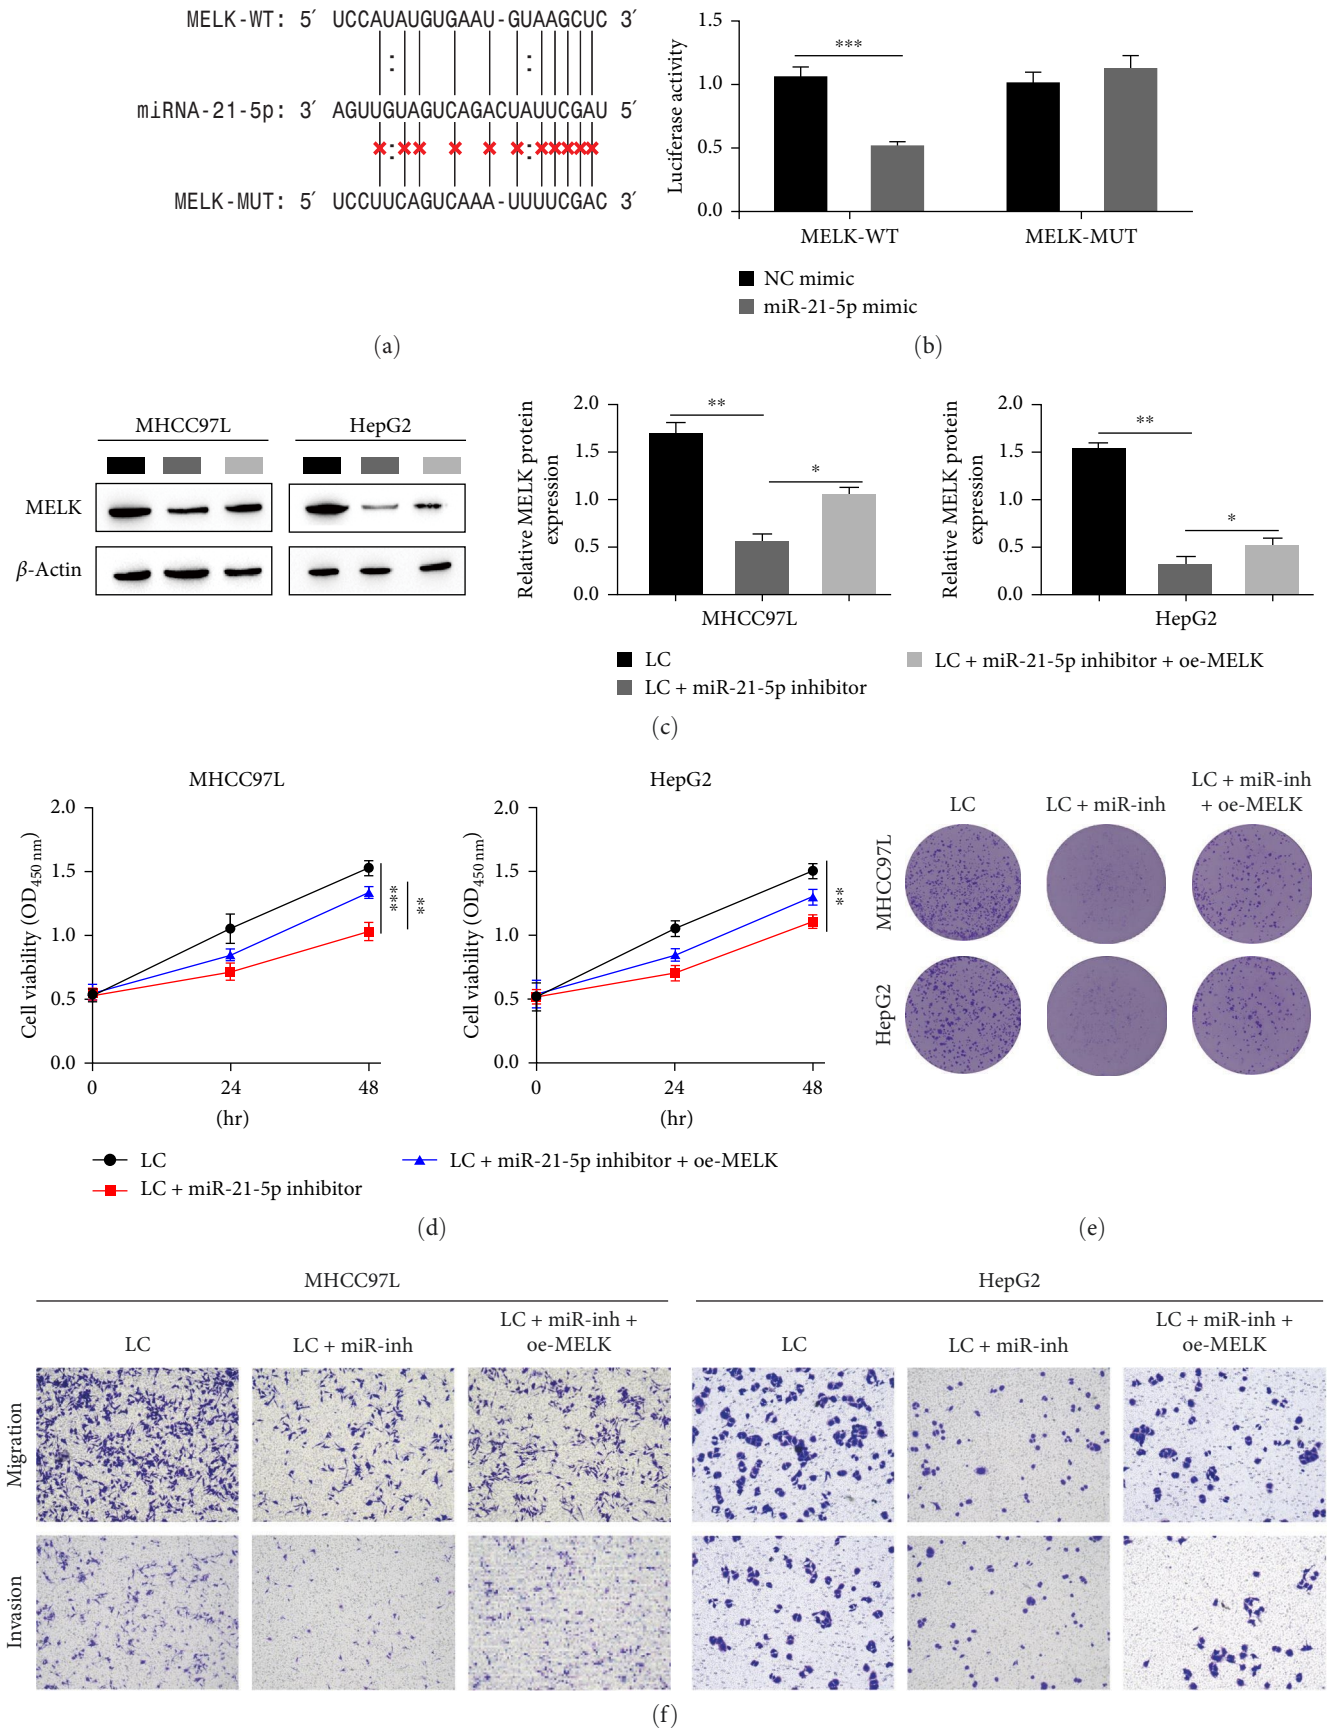 MELK-WT: 5′ UCCAUAUGUGAAU-GUAAGCUC 3′
miRNA-21-5p: 3′ AGUUGUAGUCAGACUAUUCGAU 5′
MELK-MUT: 5′ UCCUUCAGUCAAA-UUUUCGAC 3′
(a)
Luciferase activity
1.5
1.0
0.5
0.0
***
MELK-WT
MELK-MUT
NC mimic
miR-21-5p mimic
(b)
MHCC97L
HepG2
MELK
β-Actin
Relative MELK protein
expression
2.0
1.5
1.0
0.5
0.0
**
*
MHCC97L
Relative MELK protein
expression
2.0
1.5
1.0
0.5
0.0
**
*
HepG2
LC
LC + miR-21-5p inhibitor
LC + miR-21-5p inhibitor + oe-MELK
(c)
MHCC97L
Cell viability (OD450 nm)
2.0
1.5
1.0
0.5
0.0
***
**
0 24 48
(hr)
HepG2
Cell viability (OD450 nm)
2.0
1.5
1.0
0.5
0.0
**
0 24 48
(hr)
LC
LC + miR-21-5p inhibitor
LC + miR-21-5p inhibitor + oe-MELK
(d)
LC
LC + miR-inh
LC + miR-inh
+ oe-MELK
MHCC97L
HepG2
(e)
MHCC97L
HepG2
LC
LC + miR-inh
LC + miR-inh +
oe-MELK
LC
LC + miR-inh
LC + miR-inh +
oe-MELK
Migration
Invasion
(f)